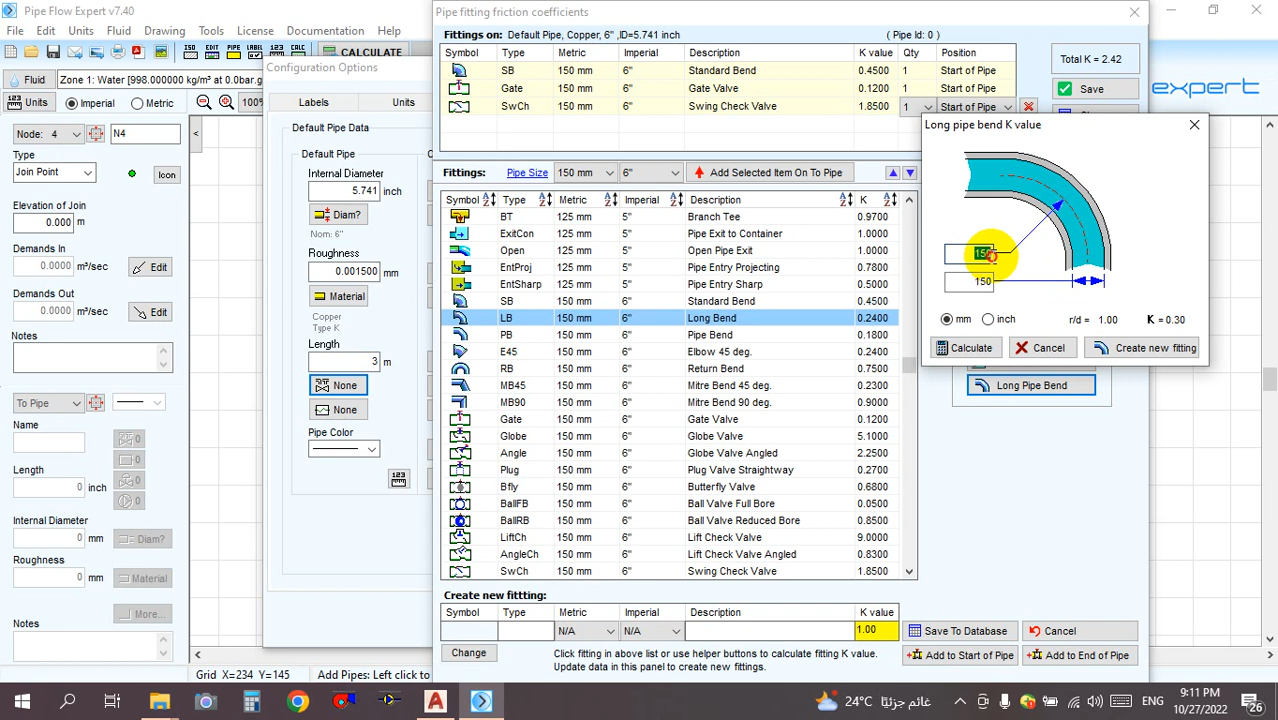 Pipe Flow Expert v7.40
File Edit Units Fluid Drawing Tools License Documentation Help
ISO EDIT PIPE LABEL 123 CALC CALCULATE
Fluid Zone 1: Water [998.000000 kg/m³ at 0.0bar.g
Units Imperial Metric 100%
Node: 4 N4
Type
Join Point Icon
Elevation of Join
0.000 m
Demands In
0.0000 m³/sec Edit
Demands Out
0.0000 m³/sec Edit
Notes
To Pipe
Name
0
Length 0
0 inch 0
0
Internal Diameter
0 mm Diam?
Roughness
0 mm Material
More...
Notes
Grid X=234 Y=145 Add Pipes: Left click to
Configuration Options
Labels Units
Default Pipe Data
Default Pipe
Internal Diameter
5.741 inch
Diam?
Nom: 6"
Roughness
0.001500 mm
Material
Copper
Type K
Length
3 m
None
None
Pipe Color
123
Pipe fitting friction coefficients
Fittings on: Default Pipe, Copper, 6" ,ID=5.741 inch ( Pipe Id: 0 )
Symbol Type Metric Imperial Description K value Qty Position
SB 150 mm 6" Standard Bend 0.4500 1 Start of Pipe
Gate 150 mm 6" Gate Valve 0.1200 1 Start of Pipe
SwCh 150 mm 6" Swing Check Valve 1.8500 1 Start of Pipe
Total K = 2.42
Save
expert
Fittings: Pipe Size 150 mm 6" Add Selected Item On To Pipe
Symbol Type Metric Imperial Description K
BT 125 mm 5" Branch Tee 0.9700
ExitCon 125 mm 5" Pipe Exit to Container 1.0000
Open 125 mm 5" Open Pipe Exit 1.0000
EntProj 125 mm 5" Pipe Entry Projecting 0.7800
EntSharp 125 mm 5" Pipe Entry Sharp 0.5000
SB 150 mm 6" Standard Bend 0.4500
LB 150 mm 6" Long Bend 0.2400
PB 150 mm 6" Pipe Bend 0.1800
E45 150 mm 6" Elbow 45 deg. 0.2400
RB 150 mm 6" Return Bend 0.7500
MB45 150 mm 6" Mitre Bend 45 deg. 0.2300
MB90 150 mm 6" Mitre Bend 90 deg. 0.9000
Gate 150 mm 6" Gate Valve 0.1200
Globe 150 mm 6" Globe Valve 5.1000
Angle 150 mm 6" Globe Valve Angled 2.2500
Plug 150 mm 6" Plug Valve Straightway 0.2700
Bfly 150 mm 6" Butterfly Valve 0.6800
BallFB 150 mm 6" Ball Valve Full Bore 0.0500
BallRB 150 mm 6" Ball Valve Reduced Bore 0.8500
LiftCh 150 mm 6" Lift Check Valve 9.0000
AngleCh 150 mm 6" Lift Check Valve Angled 0.8300
SwCh 150 mm 6" Swing Check Valve 1.8500
Long pipe bend K value
150
mm inch r/d = 1.00 K = 0.30
Calculate Cancel Create new fitting
Long Pipe Bend
Create new fittting:
Symbol Type Metric Imperial Description K value
N/A N/A 1.00
Change
Click fitting in above list or use helper buttons to calculate fitting K value.
Update data in this panel to create new fittings.
Save To Database Cancel
Add to Start of Pipe Add to End of Pipe
24°C غائم جزئيًا ENG 9:11 PM
10/27/2022 26